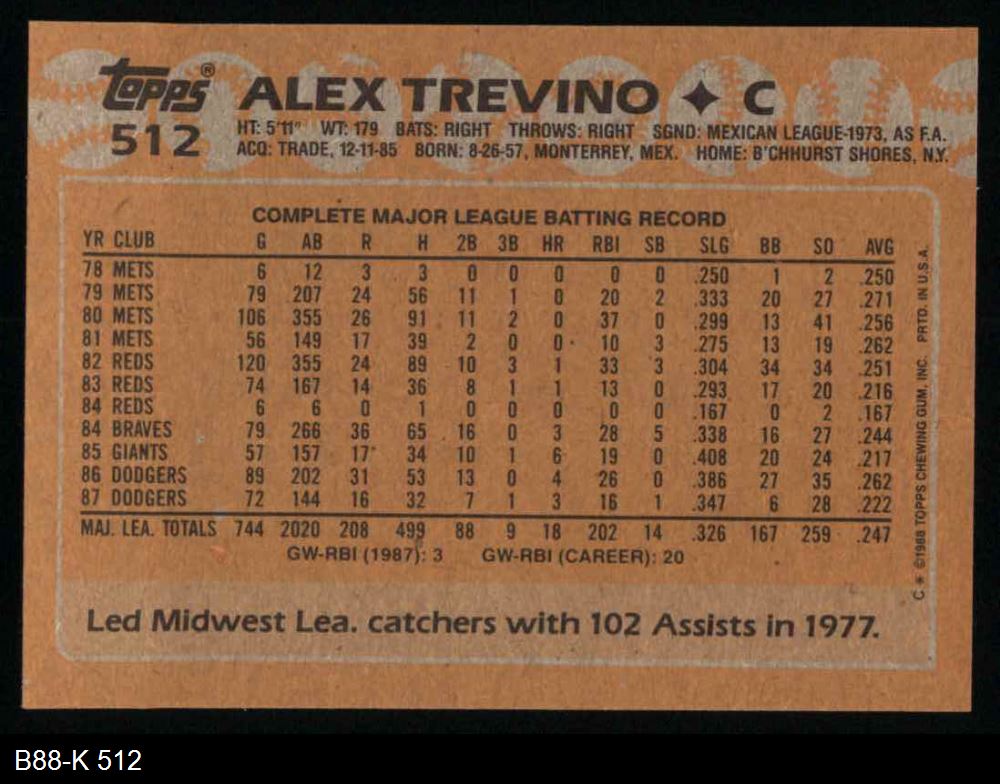 topps® ALEX TREVINO ✦ C
512
HT: 5'11" WT: 179 BATS: RIGHT THROWS: RIGHT SGND: MEXICAN LEAGUE-1973, AS F.A.
ACQ: TRADE, 12-11-85 BORN: 8-26-57, MONTERREY, MEX. HOME: B'CHHURST SHORES, N.Y.
COMPLETE MAJOR LEAGUE BATTING RECORD
YR CLUB G AB R H 2B 3B HR RBI SB SLG BB SO AVG
78 METS 6 12 3 3 0 0 0 0 0 .250 1 2 .250
79 METS 79 207 24 56 11 1 0 20 2 .333 20 27 .271
80 METS 106 355 26 91 11 2 0 37 0 .299 13 41 .256
81 METS 56 149 17 39 2 0 0 10 3 .275 13 19 .262
82 REDS 120 355 24 89 10 3 1 33 3 .304 34 34 .251
83 REDS 74 167 14 36 8 1 1 13 0 .293 17 20 .216
84 REDS 6 6 0 1 0 0 0 0 0 .167 0 2 .167
84 BRAVES 79 266 36 65 16 0 3 28 5 .338 16 27 .244
85 GIANTS 57 157 17 34 10 1 6 19 0 .408 20 24 .217
86 DODGERS 89 202 31 53 13 0 4 26 0 .386 27 35 .262
87 DODGERS 72 144 16 32 7 1 3 16 1 .347 6 28 .222
MAJ. LEA. TOTALS 744 2020 208 499 88 9 18 202 14 .326 167 259 .247
GW-RBI (1987): 3 GW-RBI (CAREER): 20
Led Midwest Lea. catchers with 102 Assists in 1977.
C * ©1988 TOPPS CHEWING GUM, INC. PRTD. IN U.S.A.
B88-K 512